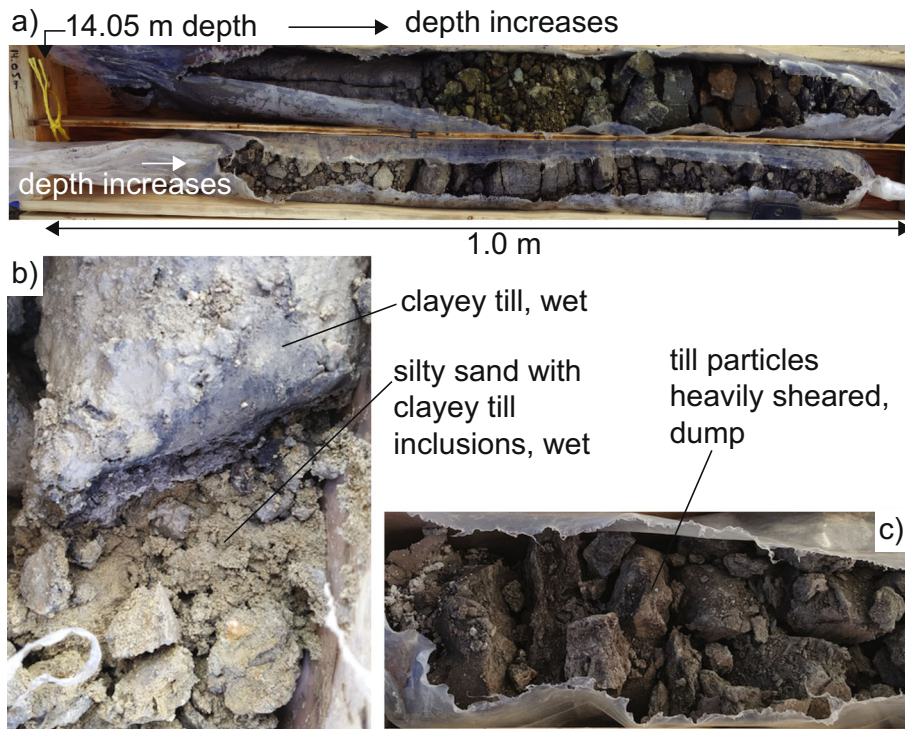 a)
14.05 m depth
depth increases
depth increases
1.0 m
b)
clayey till, wet
silty sand with
clayey till
inclusions, wet
till particles
heavily sheared,
dump
c)